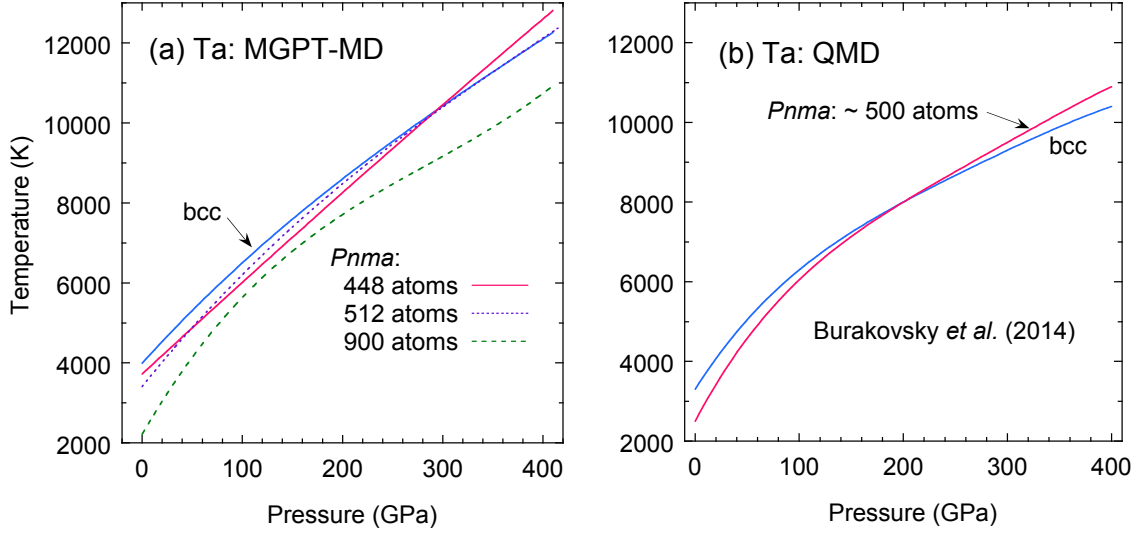 (a) Ta: MGPT-MD
Temperature (K)
12000
10000
8000
6000
4000
2000
bcc
Pnma:
448 atoms
512 atoms
900 atoms
0
100
200
300
400
Pressure (GPa)
(b) Ta: QMD
12000
10000
8000
6000
4000
2000
Pnma: ~ 500 atoms
bcc
Burakovsky et al. (2014)
0
100
200
300
400
Pressure (GPa)